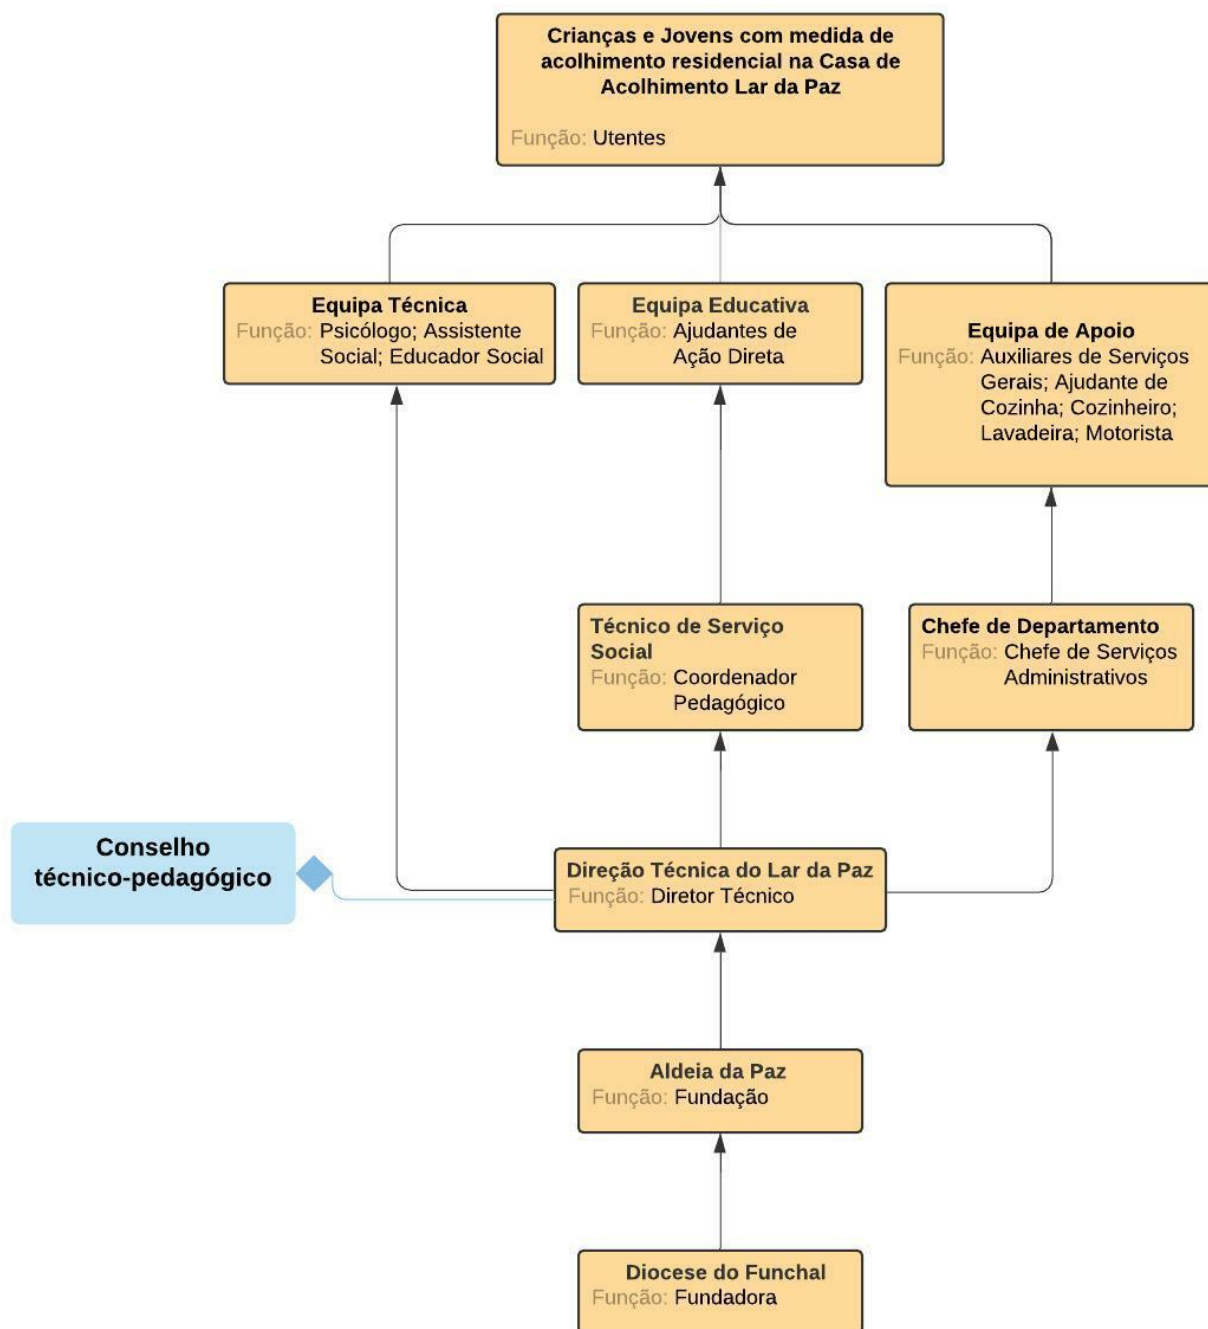 Crianças e Jovens com medida de
acolhimento residencial na Casa de
Acolhimento Lar da Paz
Função: Utentes
Equipa Técnica
Função: Psicólogo; Assistente
Social; Educador Social
Equipa Educativa
Função: Ajudantes de
Ação Direta
Equipa de Apoio
Função: Auxiliares de Serviços
Gerais; Ajudante de
Cozinha; Cozinheiro;
Lavadeira; Motorista
Técnico de Serviço
Social
Função: Coordenador
Pedagógico
Chefe de Departamento
Função: Chefe de Serviços
Administrativos
Conselho
técnico-pedagógico
Direção Técnica do Lar da Paz
Função: Diretor Técnico
Aldeia da Paz
Função: Fundação
Diocese do Funchal
Função: Fundadora